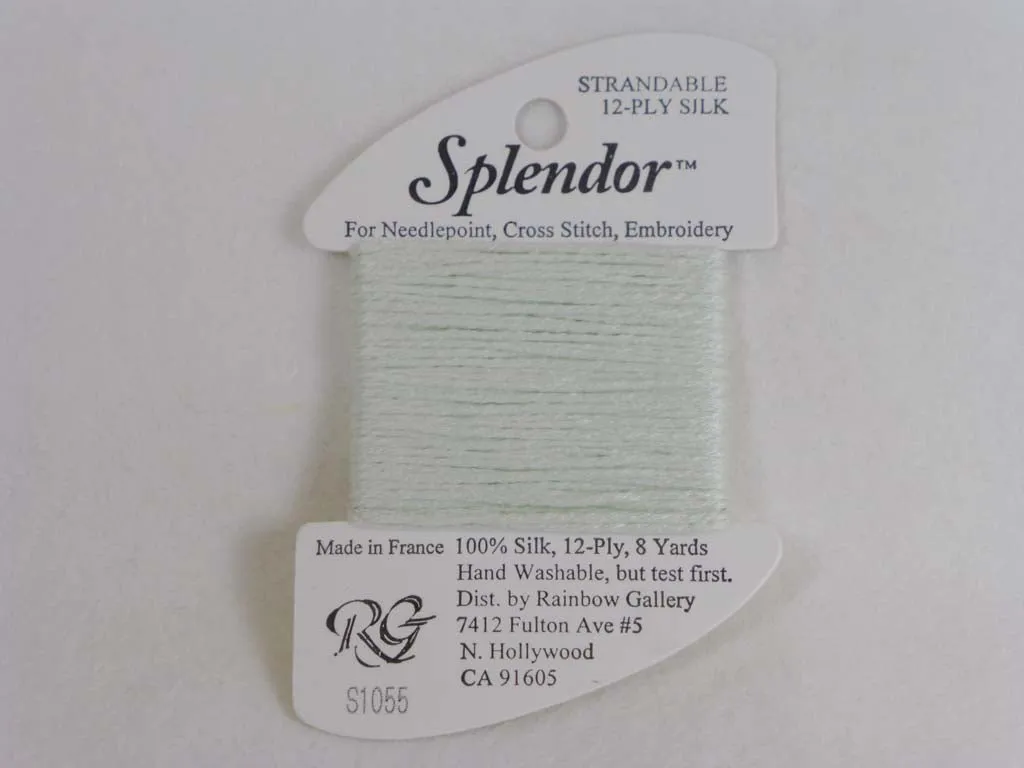 STRANDABLE
12-PLY SILK
Splendor™
For Needlepoint, Cross Stitch, Embroidery
Made in France 100% Silk, 12-Ply, 8 Yards
Hand Washable, but test first.
Dist. by Rainbow Gallery
7412 Fulton Ave #5
N. Hollywood
CA 91605
RG
S1055